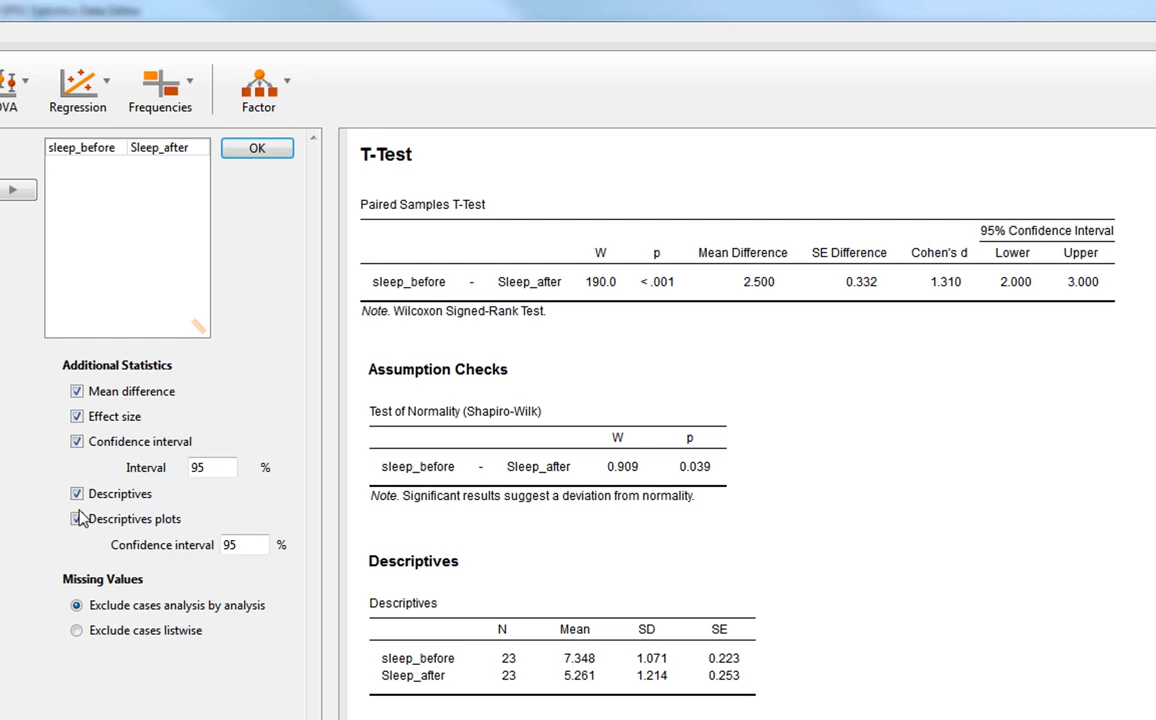 OVA
Regression
Frequencies
Factor
sleep_before Sleep_after
OK
Additional Statistics
Mean difference
Effect size
Confidence interval
Interval 95 %
Descriptives
Descriptives plots
Confidence interval 95 %
Missing Values
Exclude cases analysis by analysis
Exclude cases listwise
T-Test
Paired Samples T-Test
95% Confidence Interval
W p Mean Difference SE Difference Cohen's d Lower Upper
sleep_before - Sleep_after 190.0 < .001 2.500 0.332 1.310 2.000 3.000
Note. Wilcoxon Signed-Rank Test.
Assumption Checks
Test of Normality (Shapiro-Wilk)
W p
sleep_before - Sleep_after 0.909 0.039
Note. Significant results suggest a deviation from normality.
Descriptives
Descriptives
N Mean SD SE
sleep_before 23 7.348 1.071 0.223
Sleep_after 23 5.261 1.214 0.253